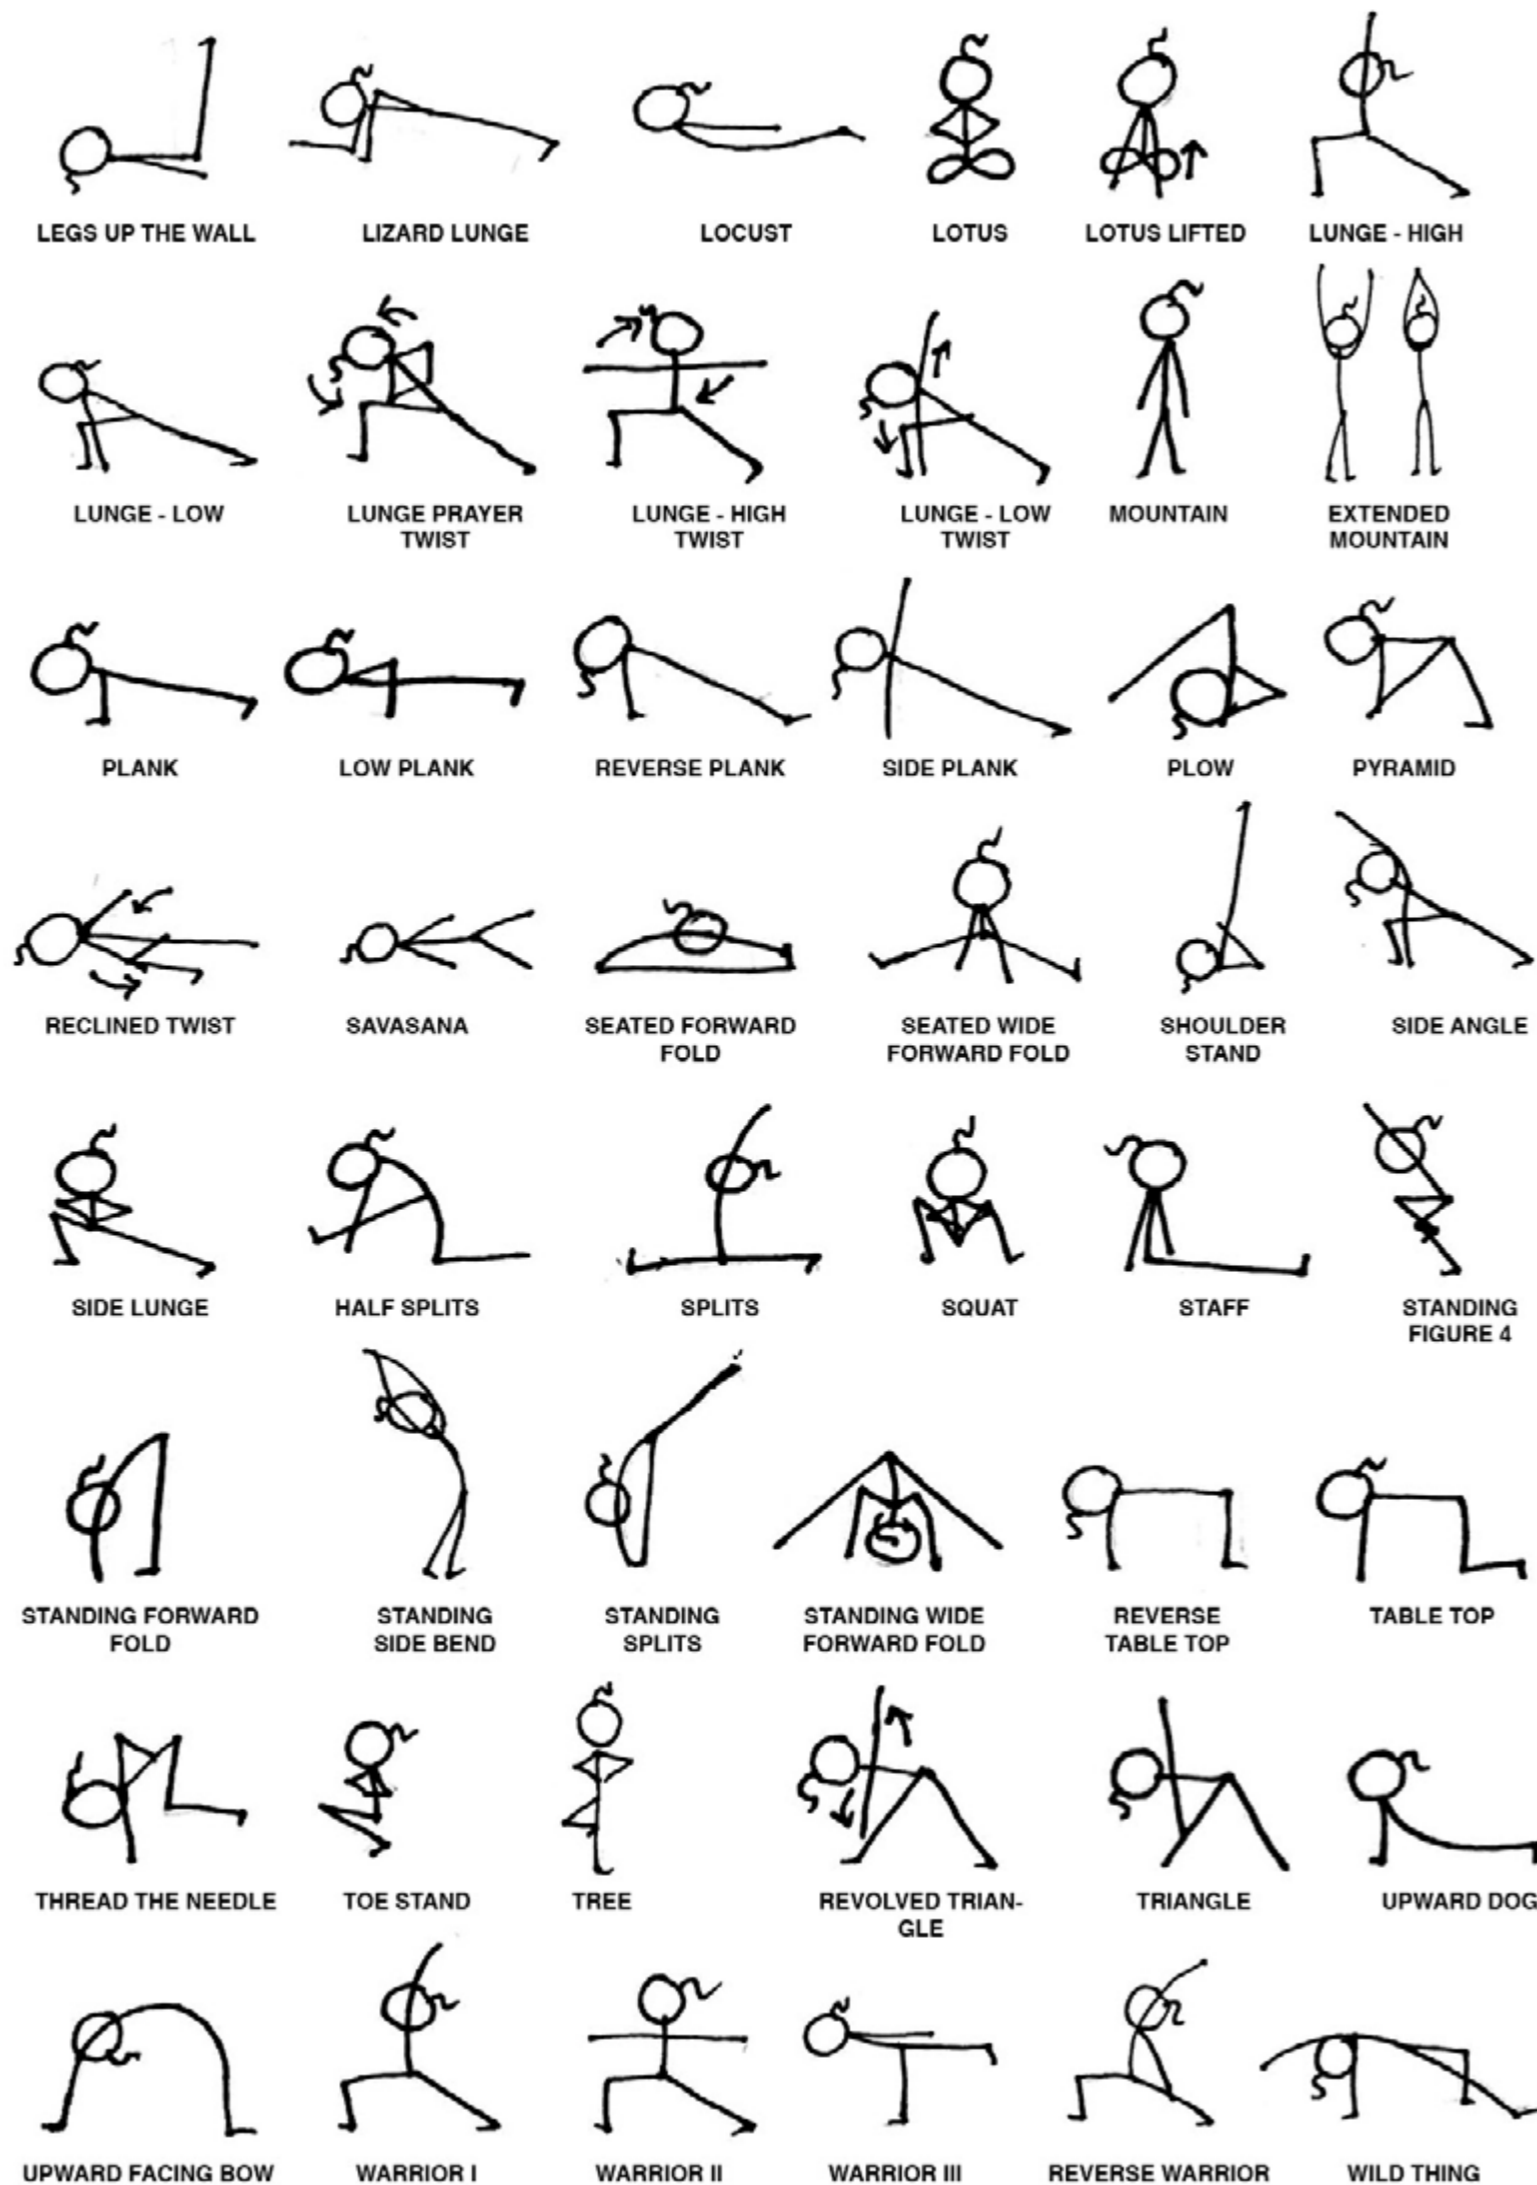 LEGS UP THE WALL
LIZARD LUNGE
LOCUST
LOTUS
LOTUS LIFTED
LUNGE - HIGH
LUNGE - LOW
LUNGE PRAYER
TWIST
LUNGE - HIGH
TWIST
LUNGE - LOW
TWIST
MOUNTAIN
EXTENDED
MOUNTAIN
PLANK
LOW PLANK
REVERSE PLANK
SIDE PLANK
PLOW
PYRAMID
RECLINED TWIST
SAVASANA
SEATED FORWARD
FOLD
SEATED WIDE
FORWARD FOLD
SHOULDER
STAND
SIDE ANGLE
SIDE LUNGE
HALF SPLITS
SPLITS
SQUAT
STAFF
STANDING
FIGURE 4
STANDING FORWARD
FOLD
STANDING
SIDE BEND
STANDING
SPLITS
STANDING WIDE
FORWARD FOLD
REVERSE
TABLE TOP
TABLE TOP
THREAD THE NEEDLE
TOE STAND
TREE
REVOLVED TRIAN-
GLE
TRIANGLE
UPWARD DOG
UPWARD FACING BOW
WARRIOR I
WARRIOR II
WARRIOR III
REVERSE WARRIOR
WILD THING